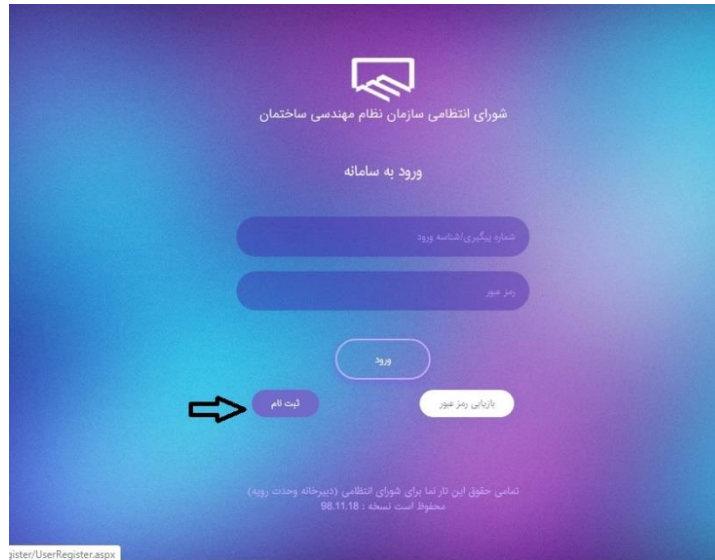 شورای انتظامی سازمان نظام مهندسی ساختمان
ورود به سامانه
شماره پیگیری/شناسه ورود
رمز عبور
ورود
بازیابی رمز عبور
ثبت نام
تمامی حقوق این تار نما برای شورای انتظامی (دبیرخانه وحدت رویه)
محفوظ است نسخه : 98.11.18
gister/UserRegister.aspx